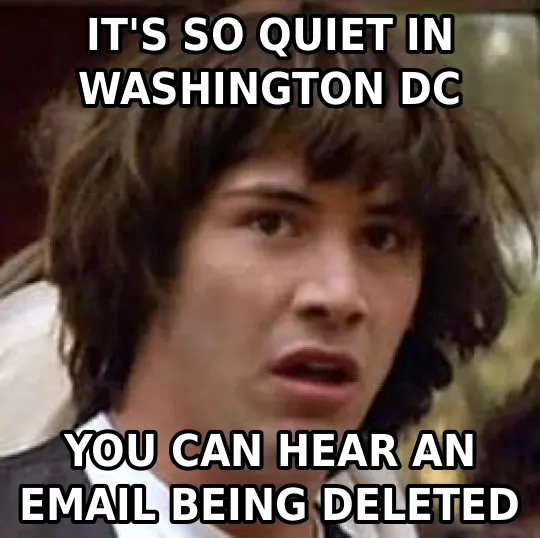 IT'S SO QUIET IN
WASHINGTON DC
YOU CAN HEAR AN
EMAIL BEING DELETED